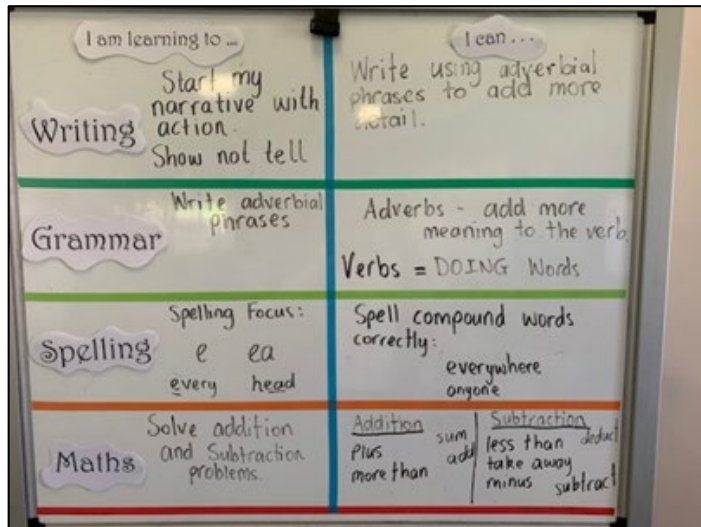 I am learning to ...
I can ...
Writing
Start my
narrative with
action.
Show not tell
Write using adverbial
phrases to add more
detail.
Grammar
Write adverbial
phrases
Adverbs - add more
meaning to the verb.
Verbs = DOING Words
Spelling
Spelling Focus:
e ea
every head
Spell compound words
correctly:
everywhere
anyone
Maths
Solve addition
and Subtraction
problems.
Addition
Plus sum
more than add
Subtraction
less than deduct
take away
minus subtract